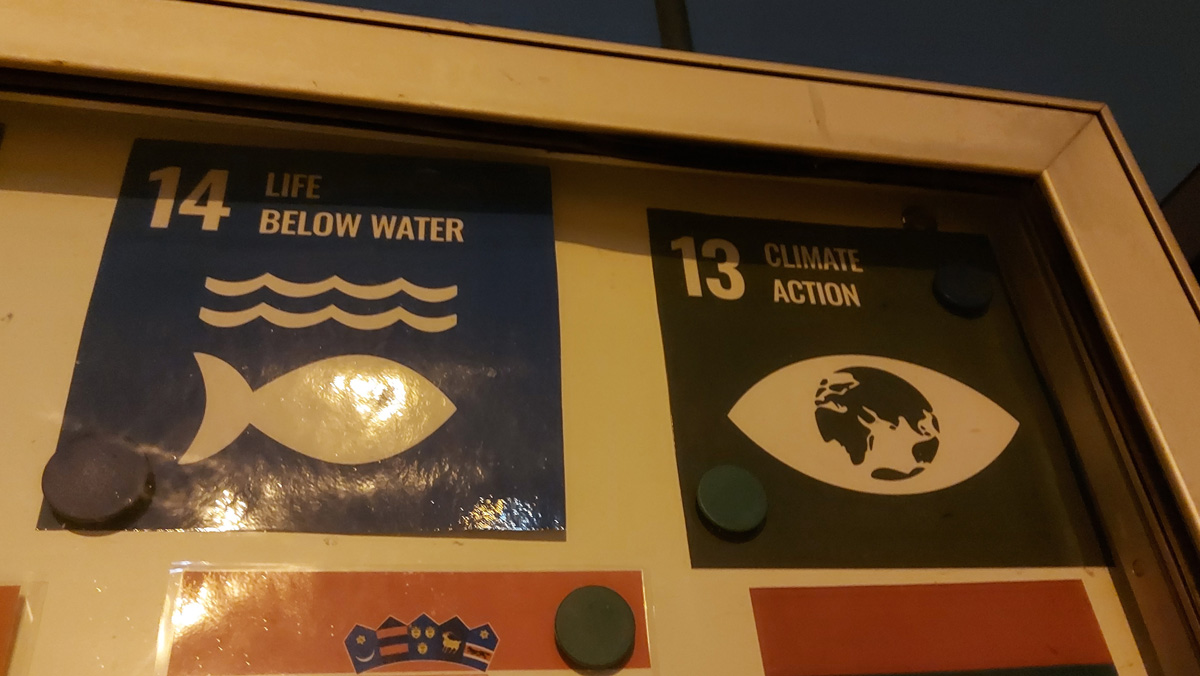 14
LIFE
BELOW WATER
13
CLIMATE
ACTION